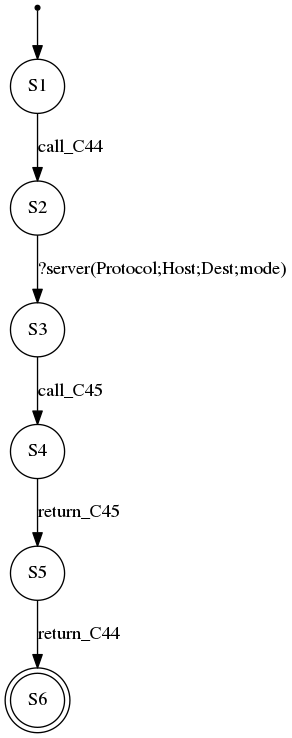 S1
call_C44
S2
?server(Protocol;Host;Dest;mode)
S3
call_C45
S4
return_C45
S5
return_C44
S6